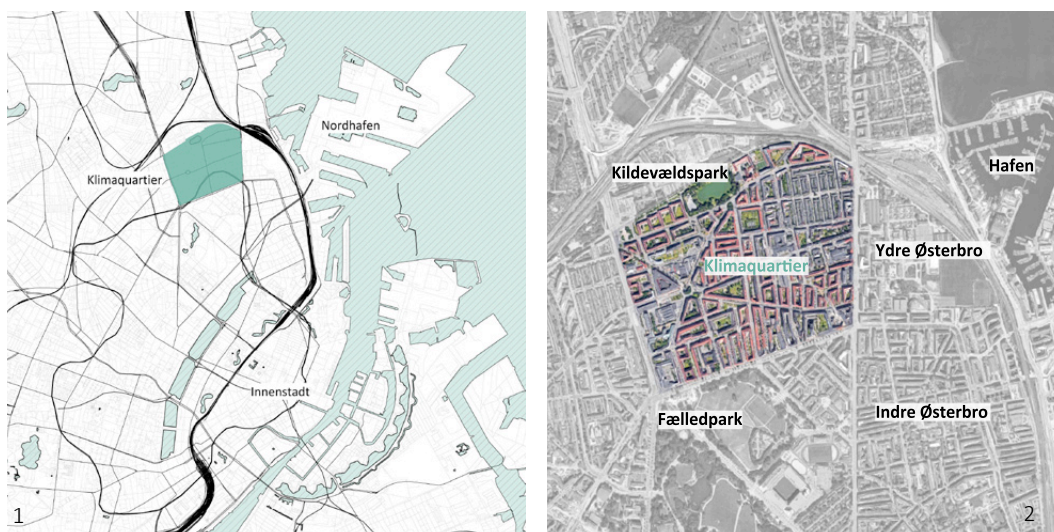 Nordhafen
Klimaquartier
Innenstadt
1
Kildevældspark
Hafen
Ydre Østerbro
Klimaquartier
Fælledpark
Indre Østerbro
2